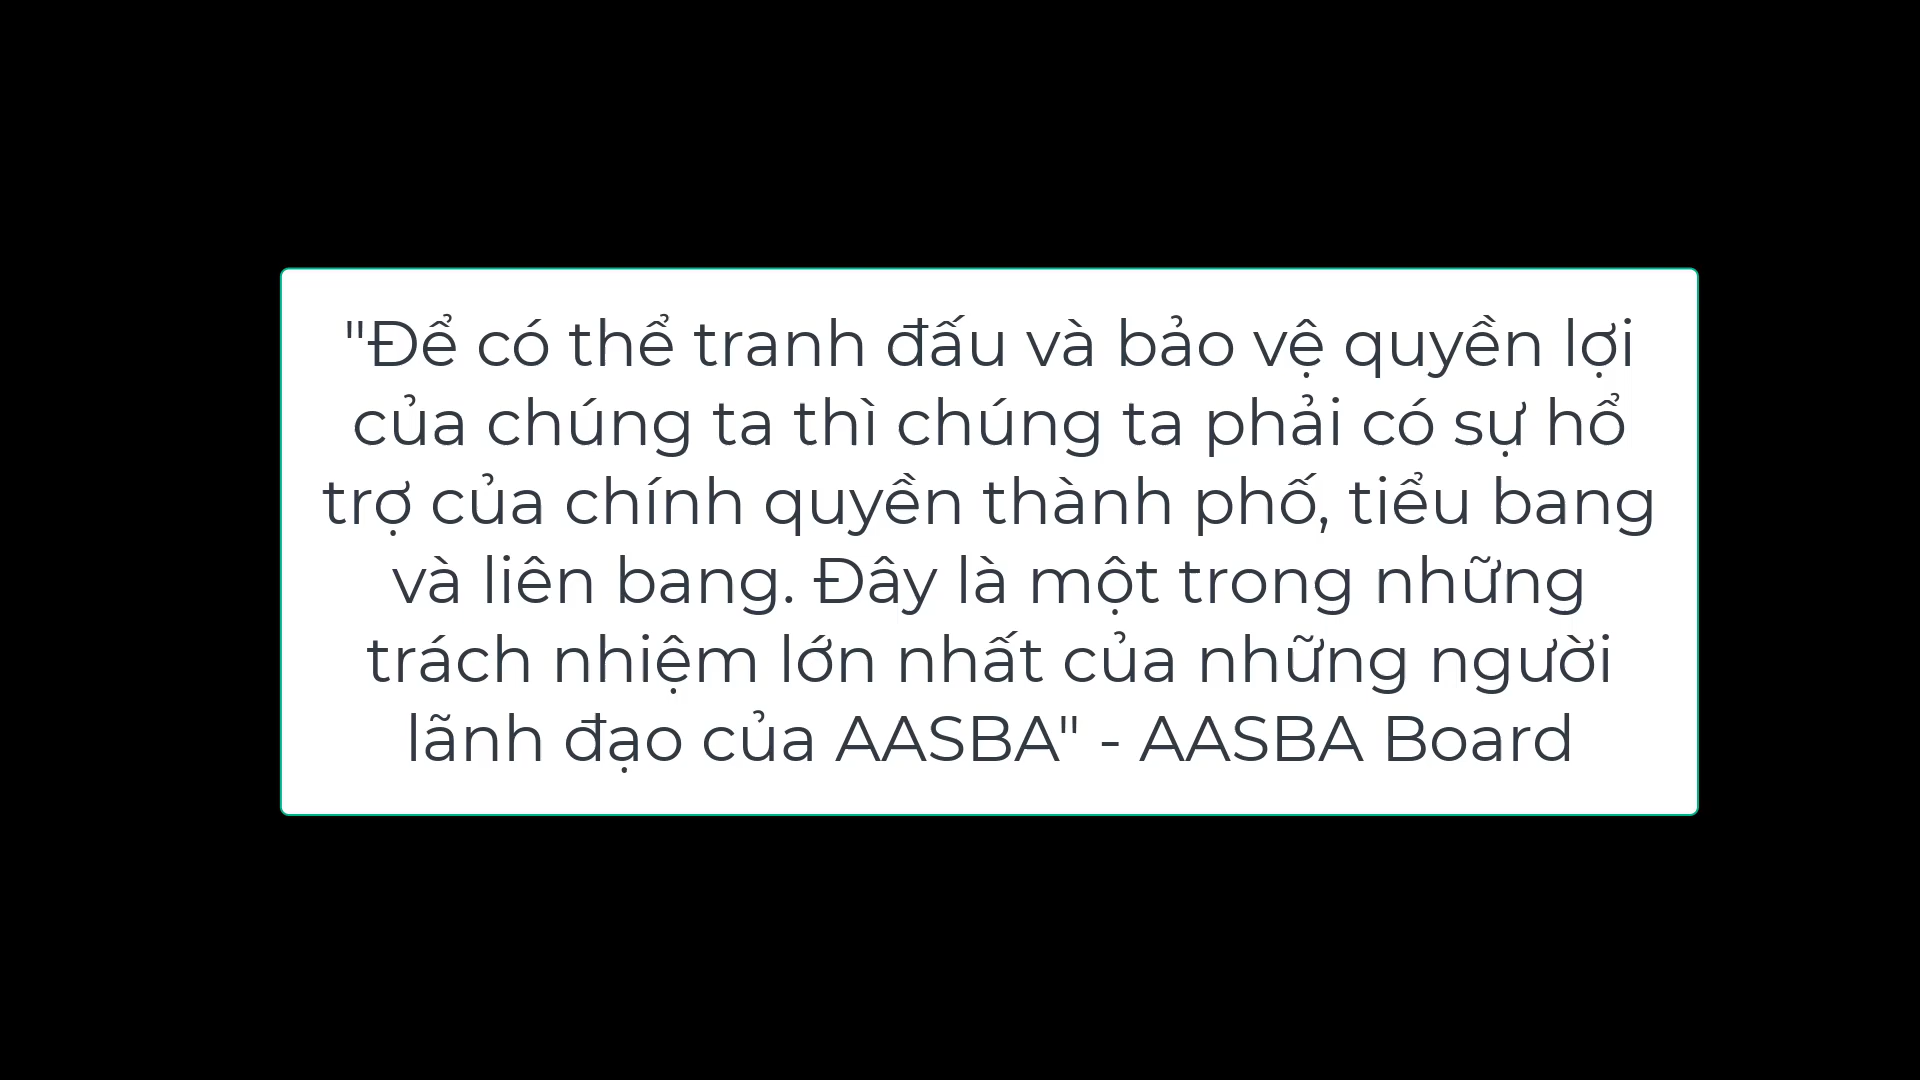 "Để có thể tranh đấu và bảo vệ quyền lợi
của chúng ta thì chúng ta phải có sự hổ
trợ của chính quyền thành phố, tiểu bang
và liên bang. Đây là một trong những
trách nhiệm lớn nhất của những người
lãnh đạo của AASBA" - AASBA Board